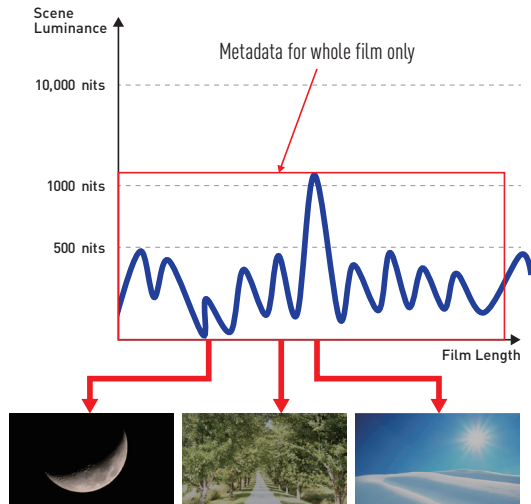 Scene
Luminance
Metadata for whole film only
10,000 nits
1000 nits
500 nits
Film Length